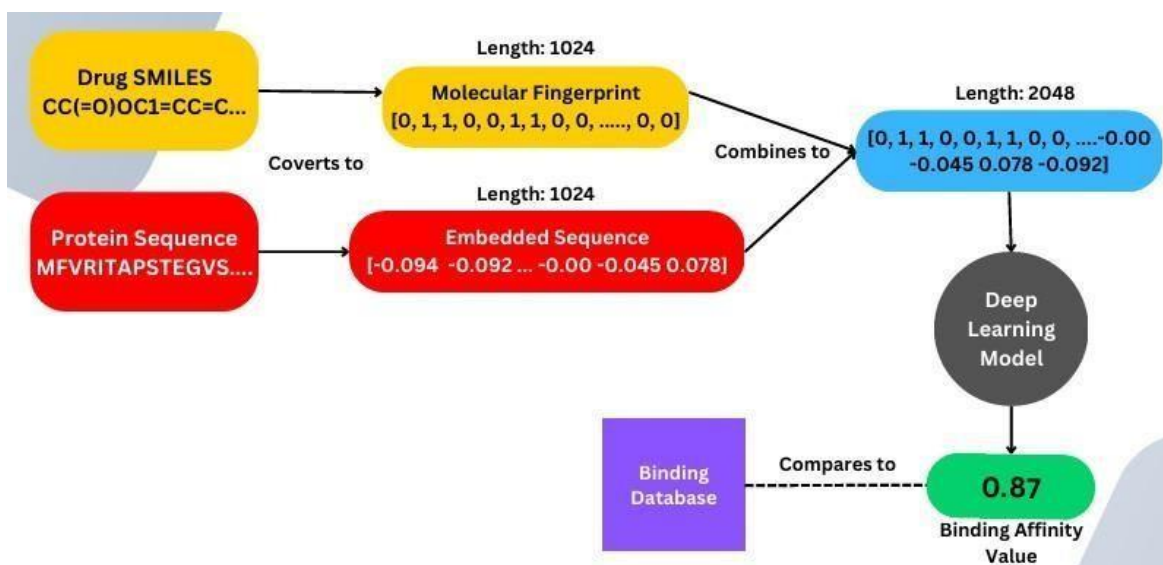 Drug SMILES
CC(=O)OC1=CC=C...
Length: 1024
Molecular Fingerprint
[0, 1, 1, 0, 0, 1, 1, 0, 0, ....., 0, 0]
Coverts to
Protein Sequence
MFVRITAPSTEGVS....
Length: 1024
Embedded Sequence
[-0.094 -0.092 ... -0.00 -0.045 0.078]
Combines to
Length: 2048
[0, 1, 1, 0, 0, 1, 1, 0, 0, ....-0.00
-0.045 0.078 -0.092]
Deep
Learning
Model
Binding
Database
Compares to
0.87
Binding Affinity
Value